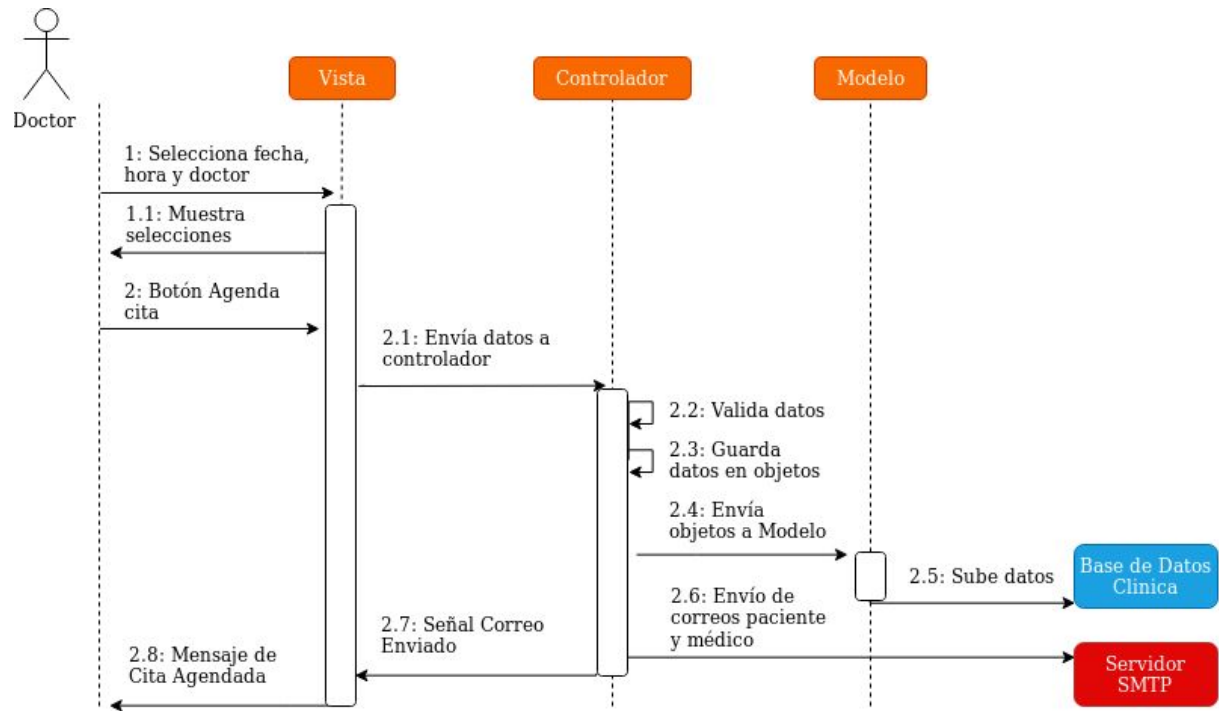 Vista
Controlador
Modelo
Doctor
1: Selecciona fecha,
hora y doctor
1.1: Muestra
selecciones
2: Botón Agenda
cita
2.1: Envía datos a
controlador
2.2: Valida datos
2.3: Guarda
datos en objetos
2.4: Envía
objetos a Modelo
2.5: Sube datos
Base de Datos
Clinica
2.6: Envío de
correos paciente
y médico
2.7: Señal Correo
Enviado
Servidor
SMTP
2.8: Mensaje de
Cita Agendada